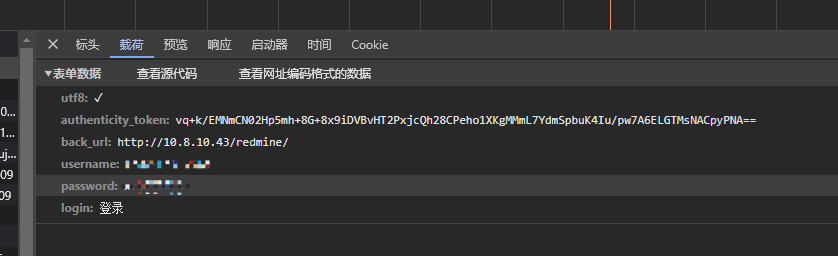 标头 载荷 预览 响应 启动器 时间 Cookie
表单数据 查看源代码 查看网址编码格式的数据
utf8: ✓
0...
authenticity_token: vq+k/EMNmCN02Hp5mh+8G+8x9iDVBvHT2PxjcQh28CPeho1XKgMMmL7YdmSpbuK4Iu/pw7A6ELGTMsNACpyPNA==
1...
back_url: http://10.8.10.43/redmine/
uj...
username:
09
password:
09
login: 登录